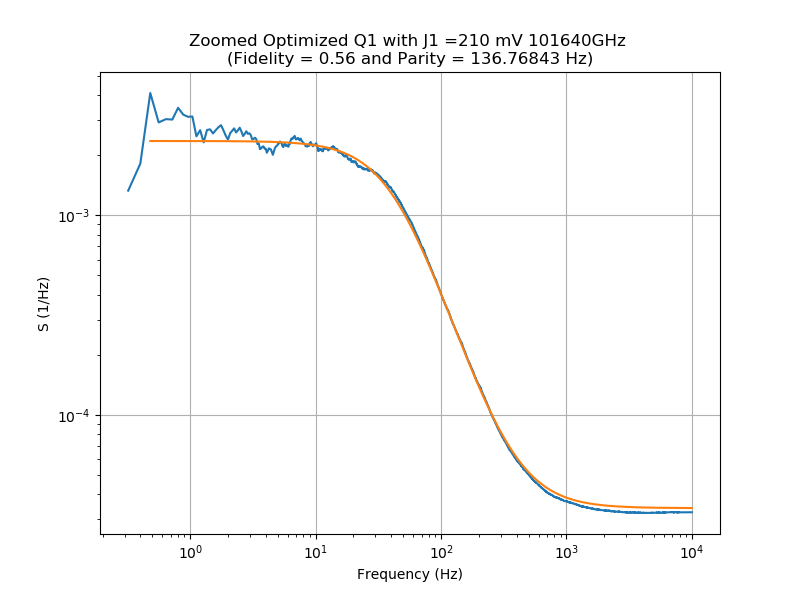 Zoomed Optimized Q1 with J1 =210 mV 101640GHz
(Fidelity = 0.56 and Parity = 136.76843 Hz)
S (1/Hz)
10⁻³
10⁻⁴
10⁰ 10¹ 10² 10³ 10⁴
Frequency (Hz)